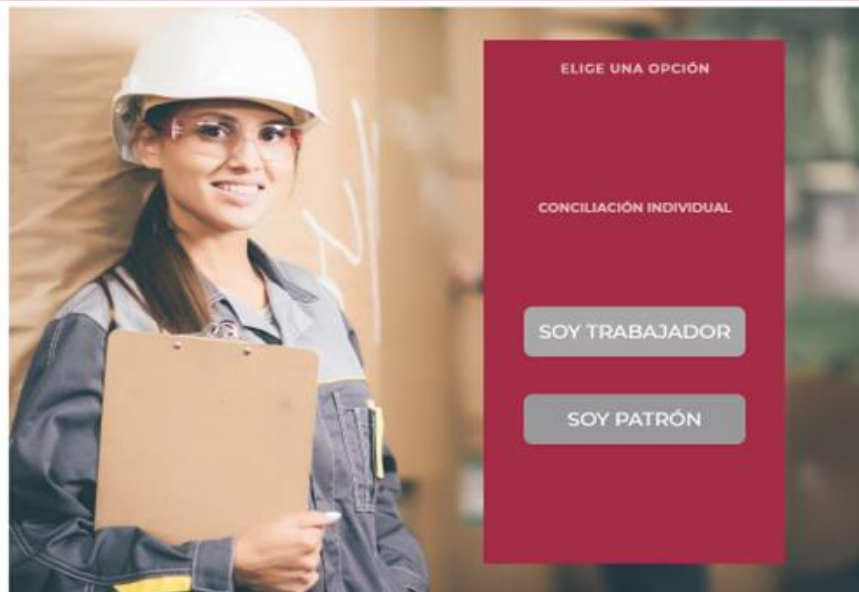 ELIGE UNA OPCIÓN
CONCILIACIÓN INDIVIDUAL
SOY TRABAJADOR
SOY PATRÓN